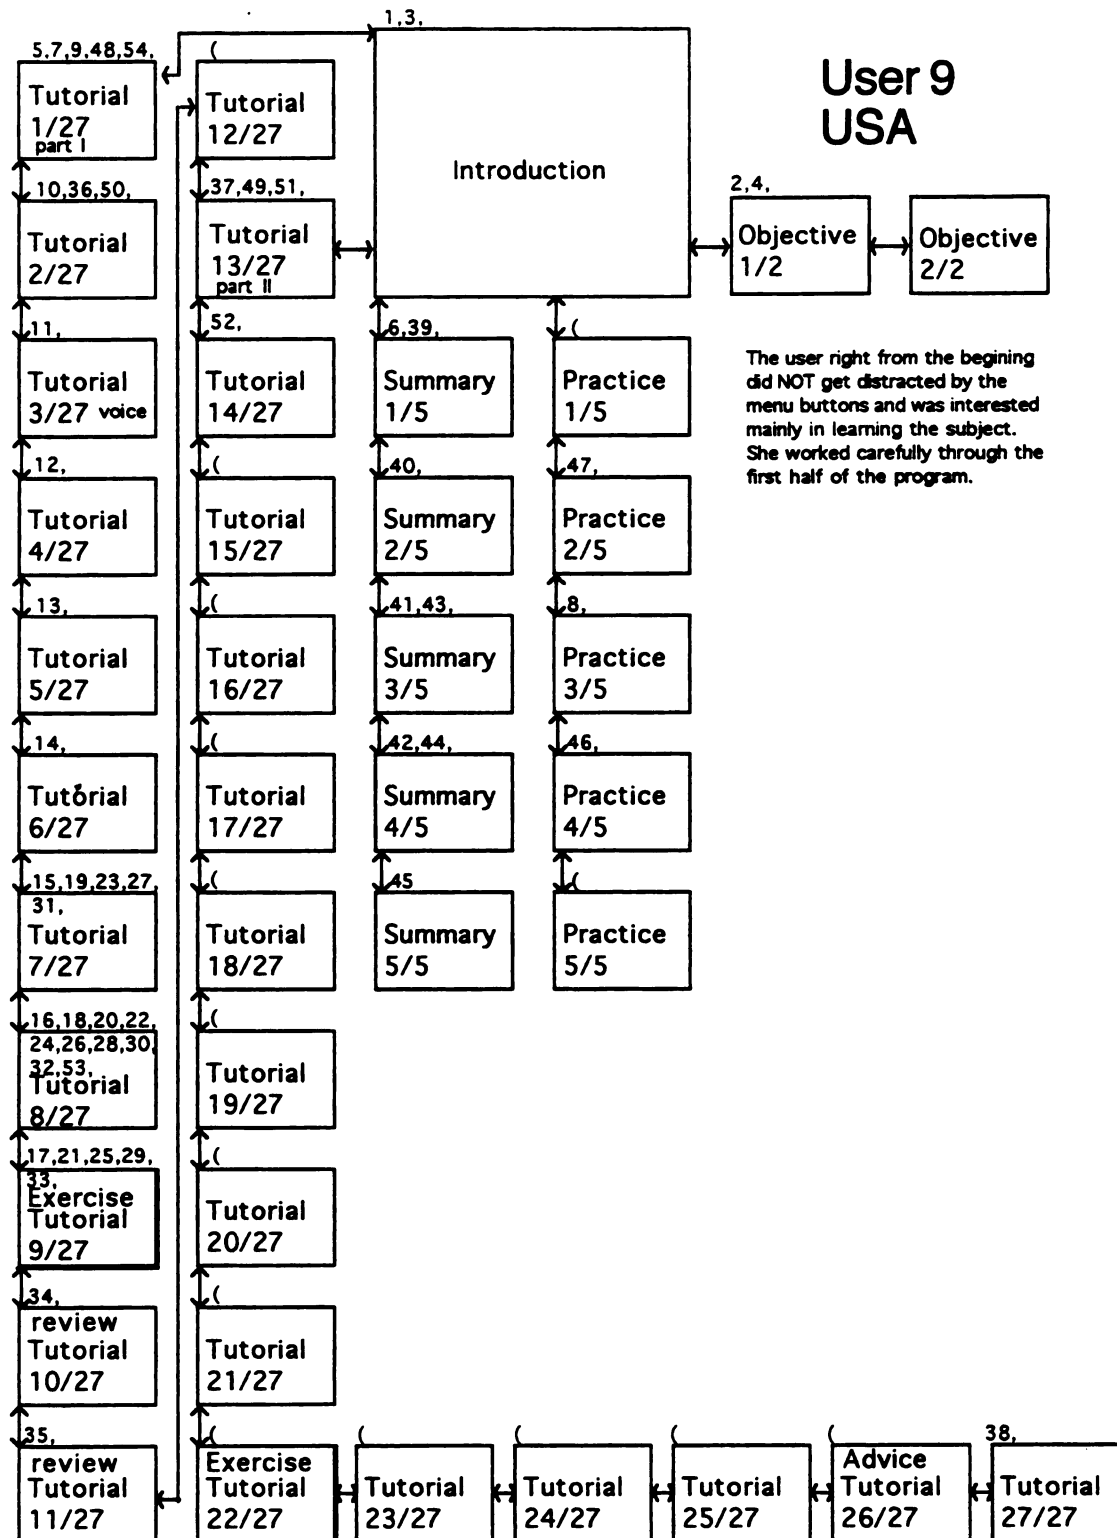 1,3,
5,7,9,48,54,
Tutorial
1/27
part I
10,36,50,
Tutorial
2/27
11,
Tutorial
3/27 voice
12,
Tutorial
4/27
13,
Tutorial
5/27
14,
Tutorial
6/27
15,19,23,27,
31,
Tutorial
7/27
16,18,20,22,
24,26,28,30,
32,53,
Tutorial
8/27
17,21,25,29,
33,
Exercise
Tutorial
9/27
34,
review
Tutorial
10/27
35,
review
Tutorial
11/27
(
Tutorial
12/27
37,49,51,
Tutorial
13/27
part II
52,
Tutorial
14/27
(
Tutorial
15/27
(
Tutorial
16/27
(
Tutorial
17/27
(
Tutorial
18/27
(
Tutorial
19/27
(
Tutorial
20/27
(
Tutorial
21/27
(
Exercise
Tutorial
22/27
(
Tutorial
23/27
(
Tutorial
24/27
(
Tutorial
25/27
(
Advice
Tutorial
26/27
38,
Tutorial
27/27
Introduction
6,39,
Summary
1/5
40,
Summary
2/5
41,43,
Summary
3/5
42,44,
Summary
4/5
45
Summary
5/5
(
Practice
1/5
47,
Practice
2/5
8,
Practice
3/5
46,
Practice
4/5
(
Practice
5/5
User 9
USA
2,4,
Objective
1/2
Objective
2/2
The user right from the begining
did NOT get distracted by the
menu buttons and was interested
mainly in learning the subject.
She worked carefully through the
first half of the program.